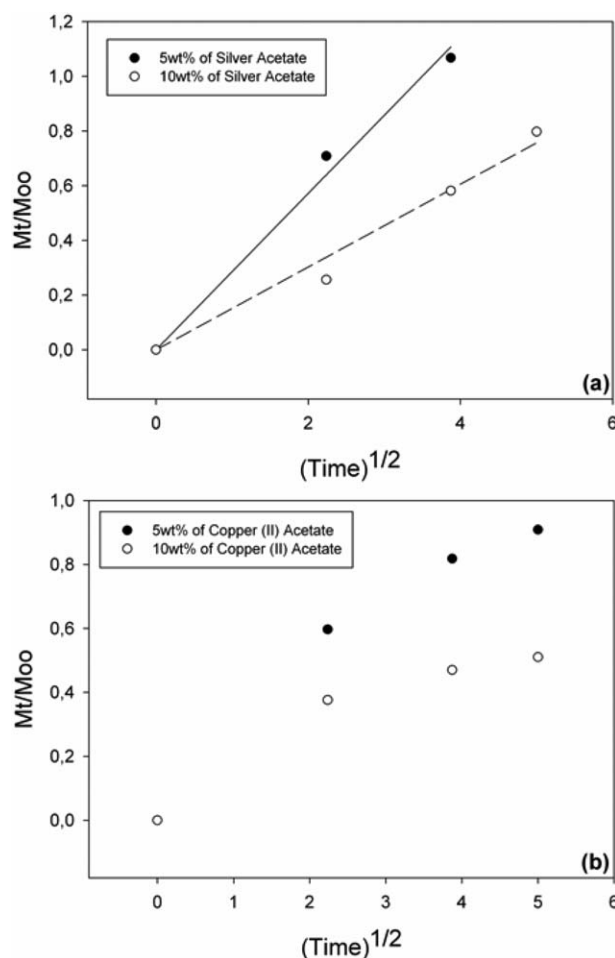 1,2
1,0
0,8
0,6
0,4
0,2
0,0
Mt/Moo
5wt% of Silver Acetate
10wt% of Silver Acetate
(a)
0 2 4 6
(Time)1/2
1,0
0,8
0,6
0,4
0,2
0,0
Mt/Moo
5wt% of Copper (II) Acetate
10wt% of Copper (II) Acetate
(b)
0 1 2 3 4 5 6
(Time)1/2